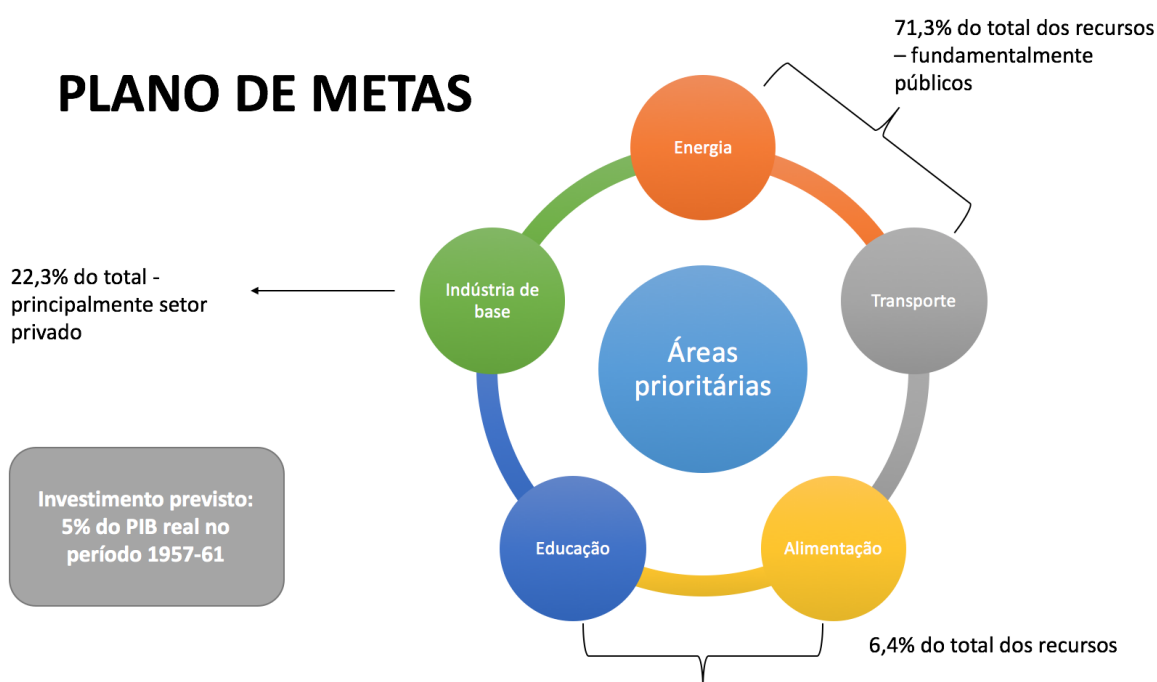 PLANO DE METAS
71,3% do total dos recursos
– fundamentalmente
públicos
Energia
Transporte
Indústria de
base
22,3% do total -
principalmente setor
privado
Áreas
prioritárias
Investimento previsto:
5% do PIB real no
período 1957-61
Educação
Alimentação
6,4% do total dos recursos